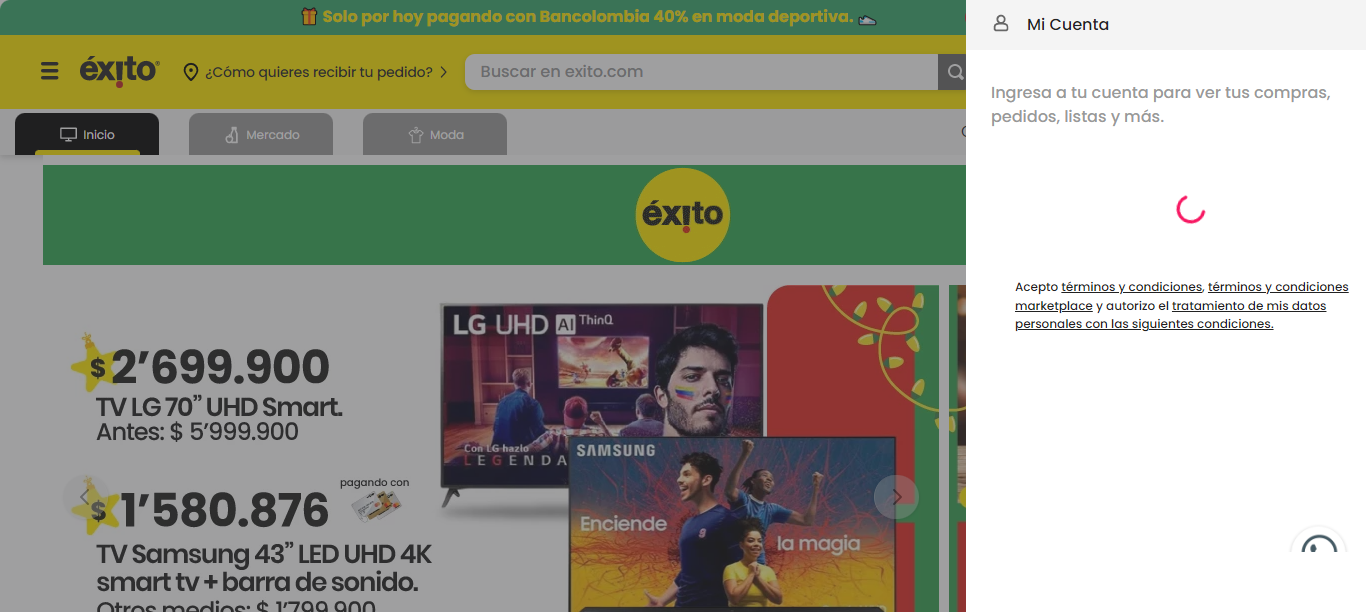 Solo por hoy pagando con Bancolombia 40% en moda deportiva.
éxito
¿Cómo quieres recibir tu pedido?
Buscar en exito.com
Inicio
Mercado
Moda
éxito
$2’699.900
TV LG 70” UHD Smart.
Antes: $ 5’999.900
$1’580.876
pagando con
TV Samsung 43” LED UHD 4K
smart tv + barra de sonido.
Otros medios: $ 1’799.900
LG UHD AI ThinQ
Con LG hazlo
LEGENDA
SAMSUNG
Enciende
la magia
Mi Cuenta
Ingresa a tu cuenta para ver tus compras,
pedidos, listas y más.
Acepto términos y condiciones, términos y condiciones
marketplace y autorizo el tratamiento de mis datos
personales con las siguientes condiciones.